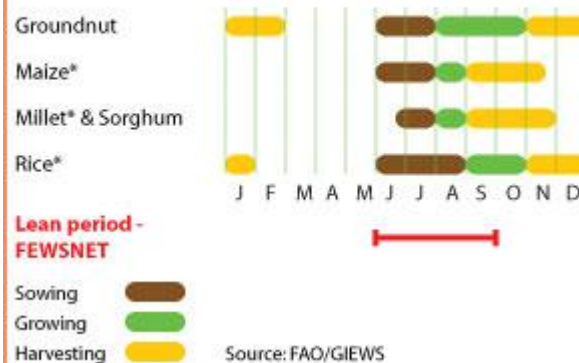 Groundnut
Maize*
Millet* & Sorghum
Rice*
J F M A M J J A S O N D
Lean period -
FEWSNET
Sowing
Growing
Harvesting
Source: FAO/GIEWS